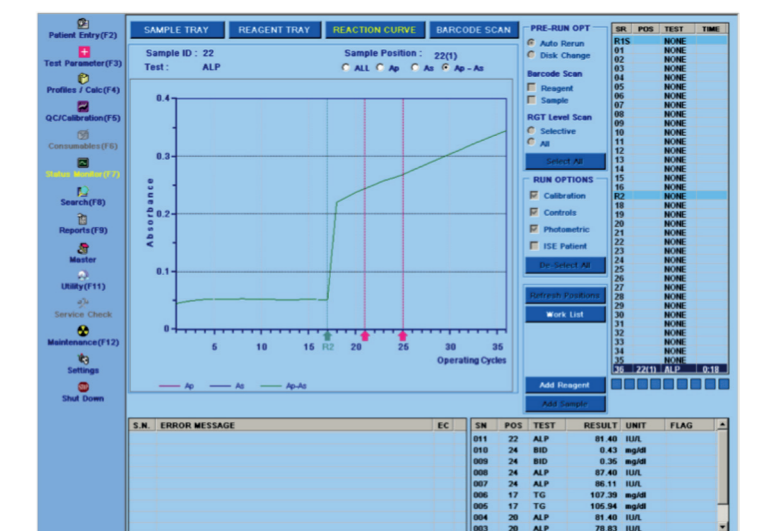 Patient Entry(F2)
Test Parameter(F3)
Profiles / Calc(F4)
QC/Calibration(F5)
Consumables(F6)
Status Monitor(F7)
Search(F8)
Reports(F9)
Master
Utility(F11)
Service Check
Maintenance(F12)
Settings
Shut Down
SAMPLE TRAY REAGENT TRAY REACTION CURVE BARCODE SCAN
Sample ID : 22 Sample Position : 22(1)
Test : ALP ALL Ap As Ap - As
0.4
0.3
0.2
0.1
0
Absorbance
5 10 15 R2 20 25 30 35
Operating Cycles
Ap As Ap-As
PRE-RUN OPT
Auto Rerun
Disk Change
Barcode Scan
Reagent
Sample
RGT Level Scan
Selective
All
Select All
RUN OPTIONS
Calibration
Controls
Photometric
ISE Patient
De-Select All
Refresh Positions
Work List
Add Reagent
Add Sample
SR POS TEST TIME
R1S NONE
01 NONE
02 NONE
03 NONE
04 NONE
05 NONE
06 NONE
07 NONE
08 NONE
09 NONE
10 NONE
11 NONE
12 NONE
13 NONE
14 NONE
15 NONE
16 NONE
R2 NONE
18 NONE
19 NONE
20 NONE
21 NONE
22 NONE
23 NONE
24 NONE
25 NONE
26 NONE
27 NONE
28 NONE
29 NONE
30 NONE
31 NONE
32 NONE
33 NONE
34 NONE
35 NONE
36 22(1) ALP 0:18
S.N. ERROR MESSAGE EC
SN POS TEST RESULT UNIT FLAG
011 22 ALP 81.40 IU/L
010 24 BID 0.43 mg/dl
009 24 BID 0.35 mg/dl
008 24 ALP 87.40 IU/L
007 24 ALP 86.11 IU/L
006 17 TG 107.39 mg/dl
005 17 TG 105.94 mg/dl
004 20 ALP 81.40 IU/L
003 20 ALP 78.83 IU/L